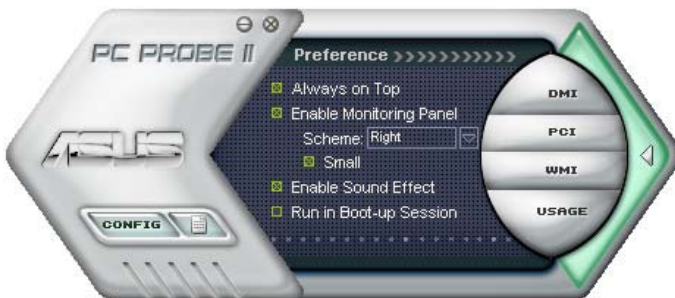 PC PROBE II
Preference
Always on Top
Enable Monitoring Panel
Scheme: Right
Small
Enable Sound Effect
Run in Boot-up Session
ASUS
CONFIG
DMI
PCI
WMI
USAGE